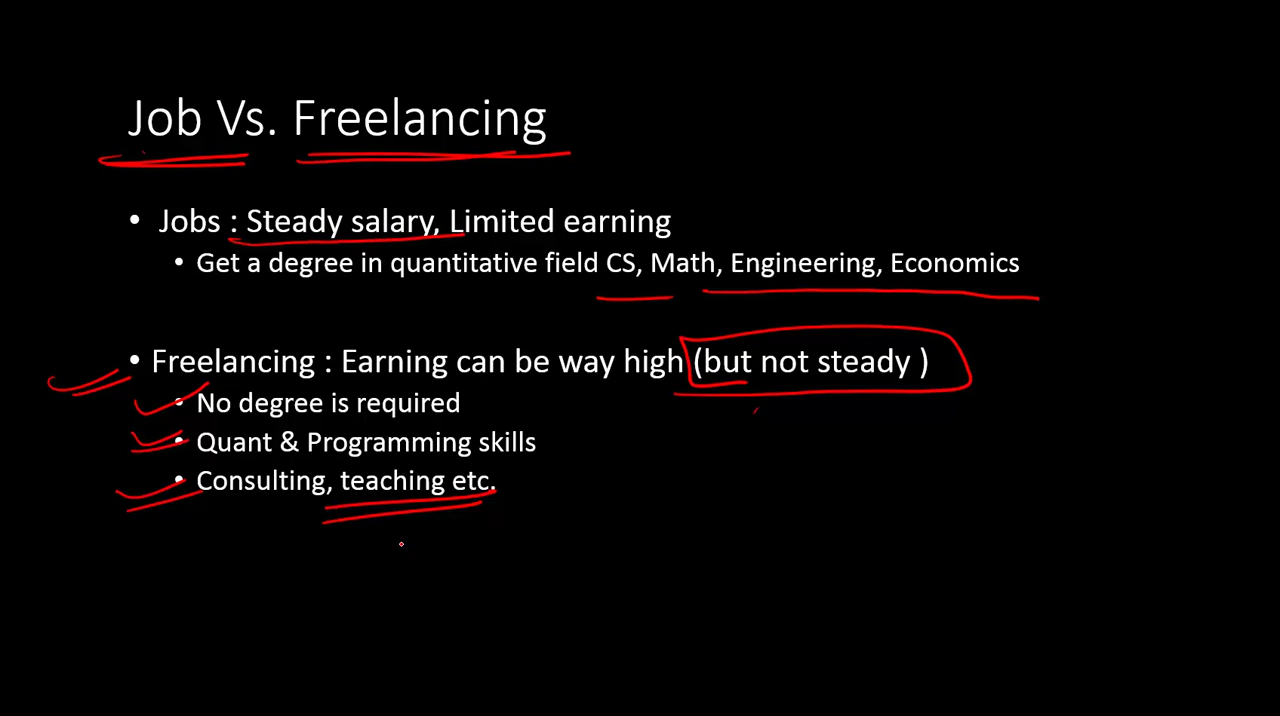 Job Vs. Freelancing
• Jobs : Steady salary, Limited earning
• Get a degree in quantitative field CS, Math, Engineering, Economics
• Freelancing : Earning can be way high (but not steady )
• No degree is required
• Quant & Programming skills
• Consulting, teaching etc.